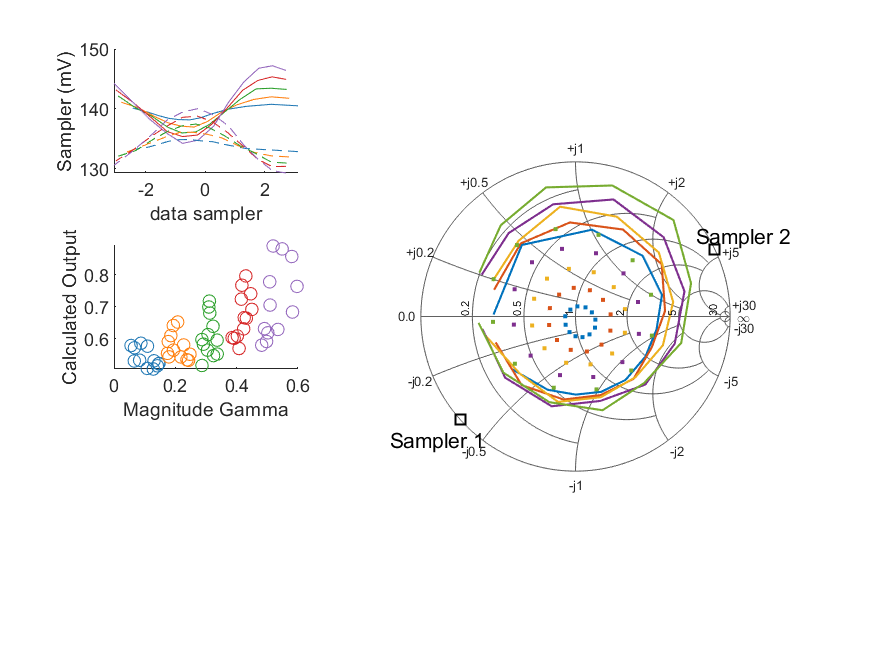 150
140
130
Sampler (mV)
-2 0 2
data sampler
0.8
0.7
0.6
Calculated Output
0 0.2 0.4 0.6
Magnitude Gamma
+j1
+j0.5 +j2
Sampler 2
+j0.2 +j5
0.0 0.2 0.5 1 2 5 30 +j30
∞
-j30
-j0.2 -j5
Sampler 1
-j0.5 -j2
-j1